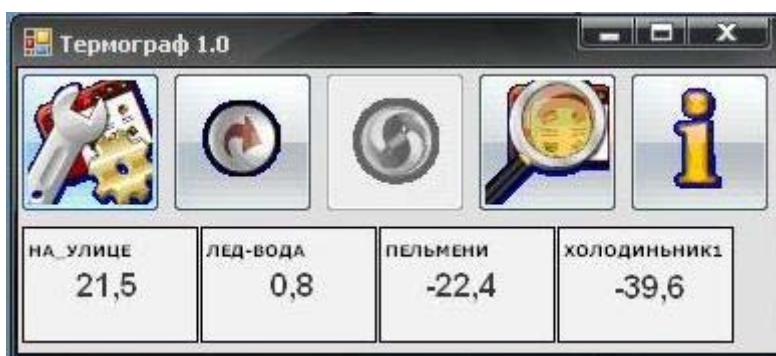 Термограф 1.0
НА_УЛИЦЕ
21,5
ЛЕД-ВОДА
0,8
ПЕЛЬМЕНИ
-22,4
ХОЛОДИНЬНИК1
-39,6